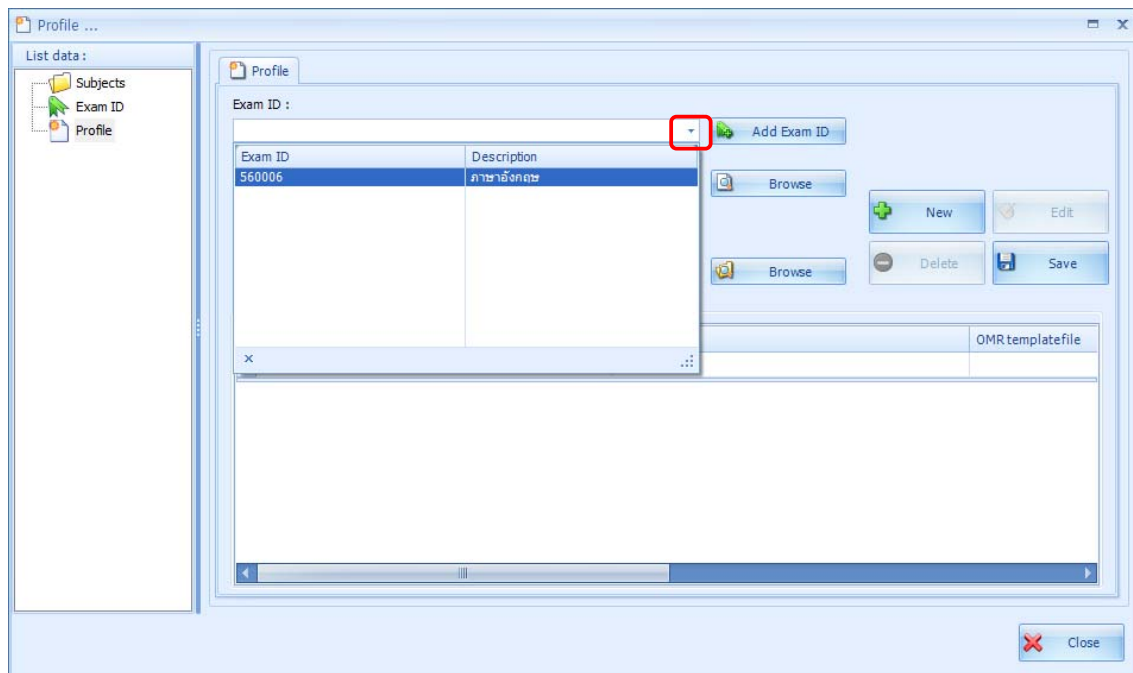 Profile ...
List data :
Subjects
Exam ID
Profile
Profile
Exam ID :
Add Exam ID
Exam ID Description
560006 ภาษาอังกฤษ
Browse
New Edit
Browse
Delete Save
OMR templatefile
Close